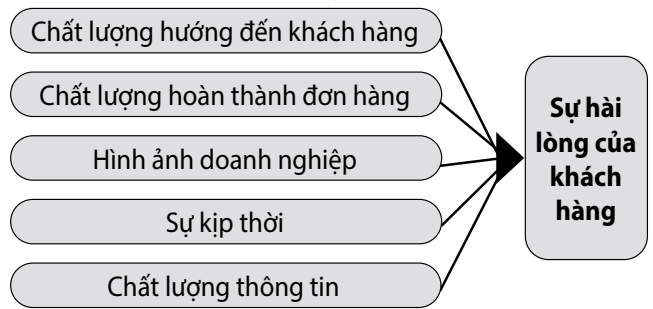 Chất lượng hướng đến khách hàng
Chất lượng hoàn thành đơn hàng
Hình ảnh doanh nghiệp
Sự kịp thời
Chất lượng thông tin
Sự hài
lòng của
khách
hàng